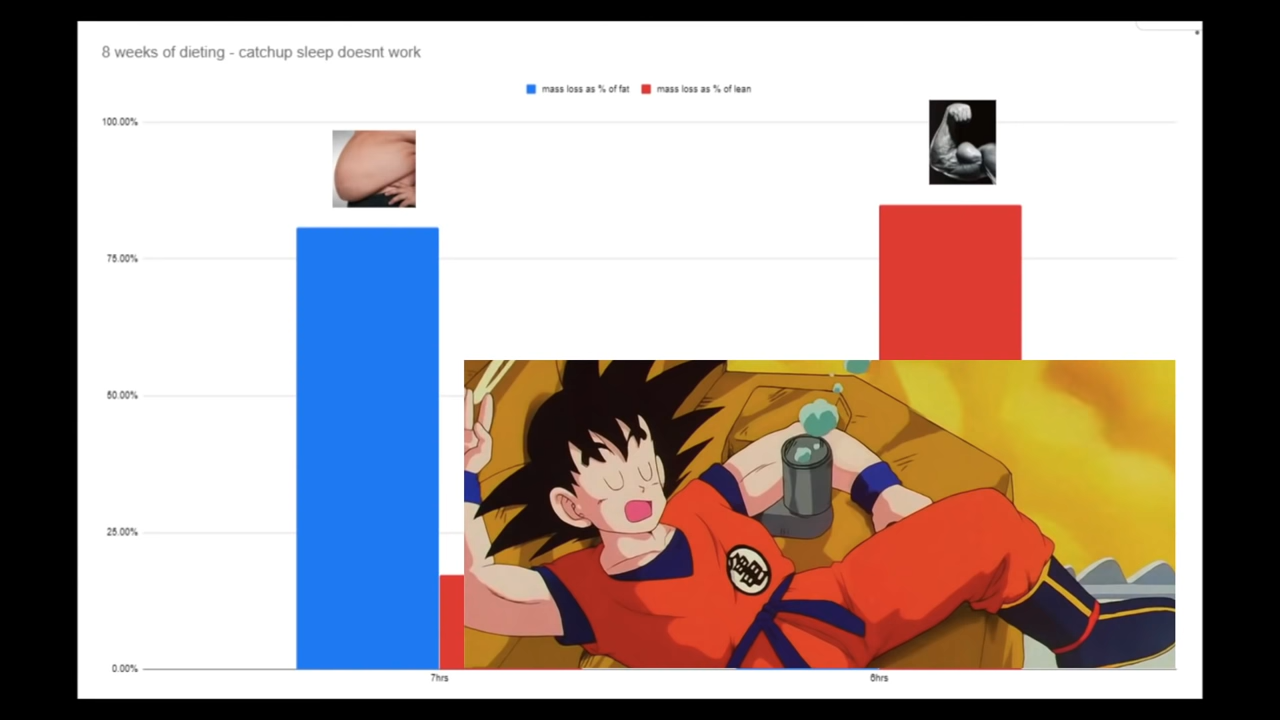 8 weeks of dieting - catchup sleep doesnt work
mass loss as % of fat mass loss as % of lean
100.00%
75.00%
50.00%
25.00%
0.00%
7hrs 6hrs